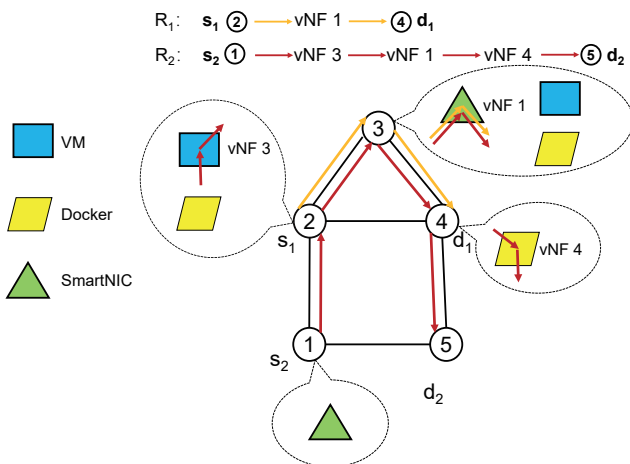 R1: s1 2 vNF 1 4 d1
R2: s2 1 vNF 3 vNF 1 vNF 4 5 d2
VM
Docker
SmartNIC
vNF 3
vNF 1
3
2
s1
4
d1
vNF 4
1
s2
5
d2